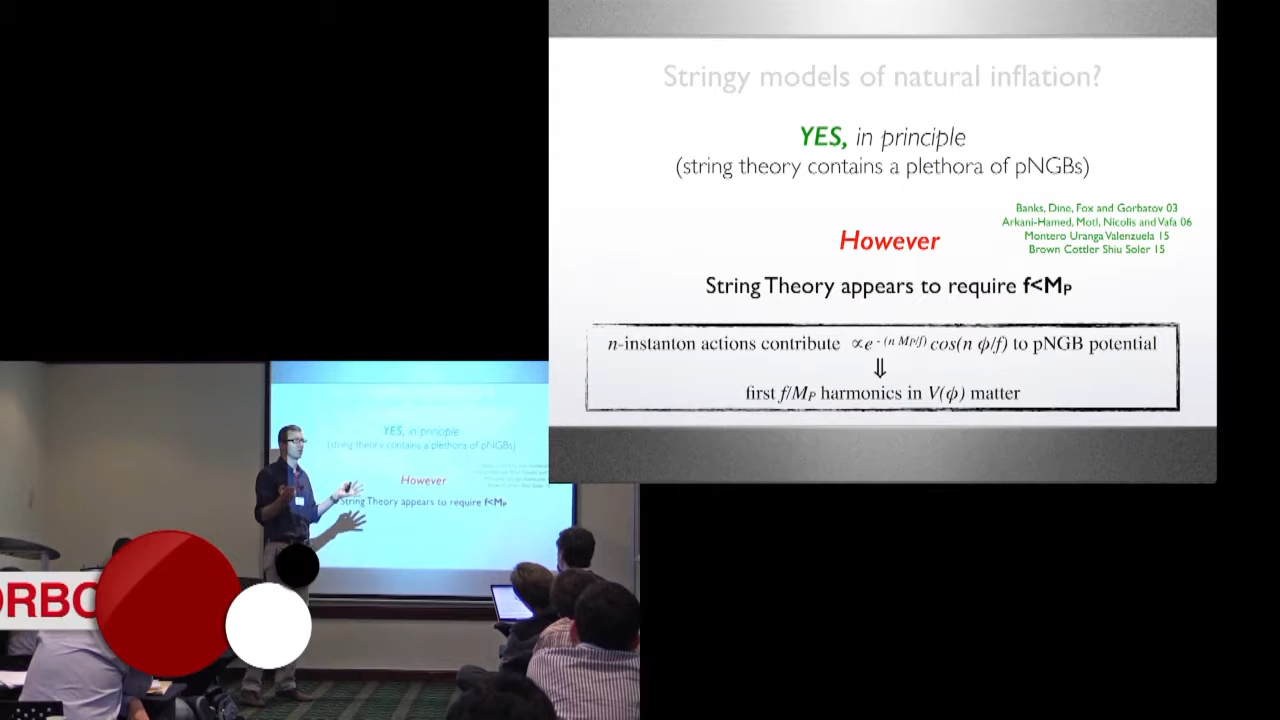 Stringy models of natural inflation?
YES, in principle
(string theory contains a plethora of pNGBs)
Banks, Dine, Fox and Gorbatov 03
Arkani-Hamed, Motl, Nicolis and Vafa 06
Montero Uranga Valenzuela 15
Brown Cottler Shiu Soler 15
However
String Theory appears to require f<MP
n-instanton actions contribute ∝e - (n MP/f) cos(n ϕ/f) to pNGB potential
⇓
first f/MP harmonics in V(ϕ) matter
YES, in principle
(string theory contains a plethora of pNGBs)
However
String Theory appears to require f<MP
ORBO